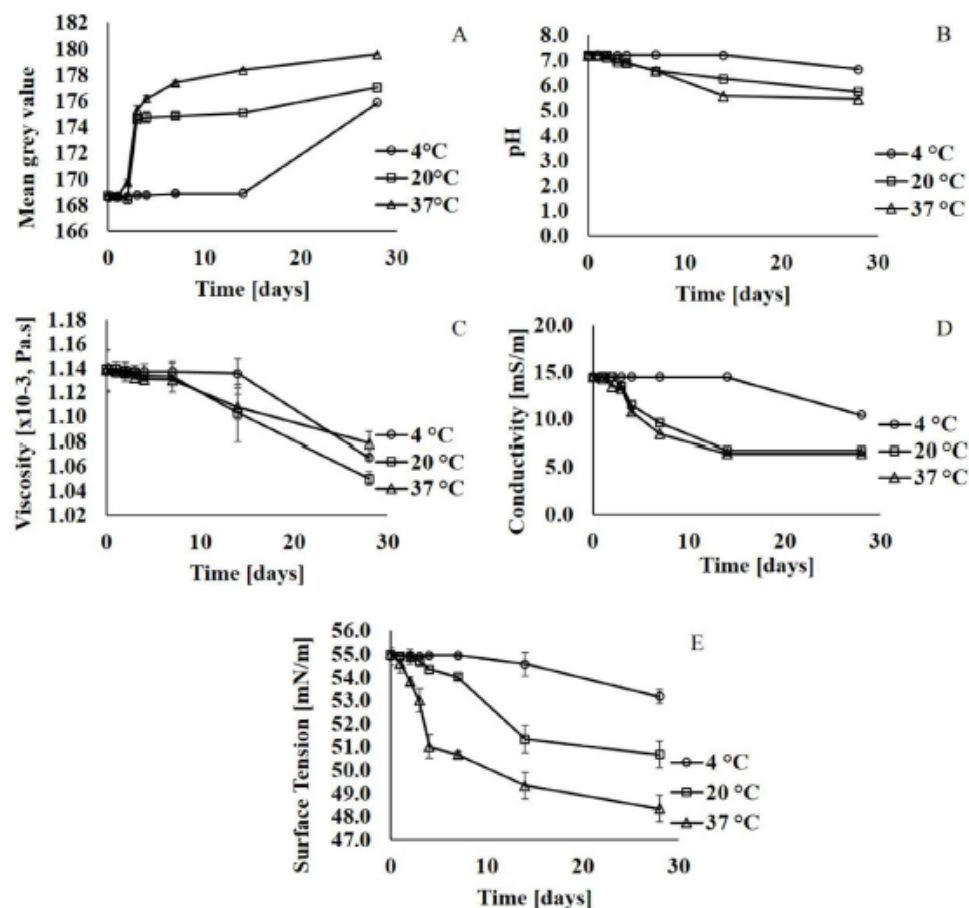 A
Mean grey value
182
180
178
176
174
172
170
168
166
0
10
20
30
Time [days]
4°C
20°C
37°C
B
pH
8.0
7.0
6.0
5.0
4.0
3.0
2.0
1.0
0.0
0
10
20
30
Time [days]
4 °C
20 °C
37 °C
C
Viscosity [x10-3, Pa.s]
1.18
1.16
1.14
1.12
1.10
1.08
1.06
1.04
1.02
0
10
20
30
Time [days]
4 °C
20 °C
37 °C
D
Conductivity [mS/m]
20.0
15.0
10.0
5.0
0.0
0
10
20
30
Time [days]
4 °C
20 °C
37 °C
E
Surface Tension [mN/m]
56.0
55.0
54.0
53.0
52.0
51.0
50.0
49.0
48.0
47.0
0
10
20
30
Time [days]
4 °C
20 °C
37 °C